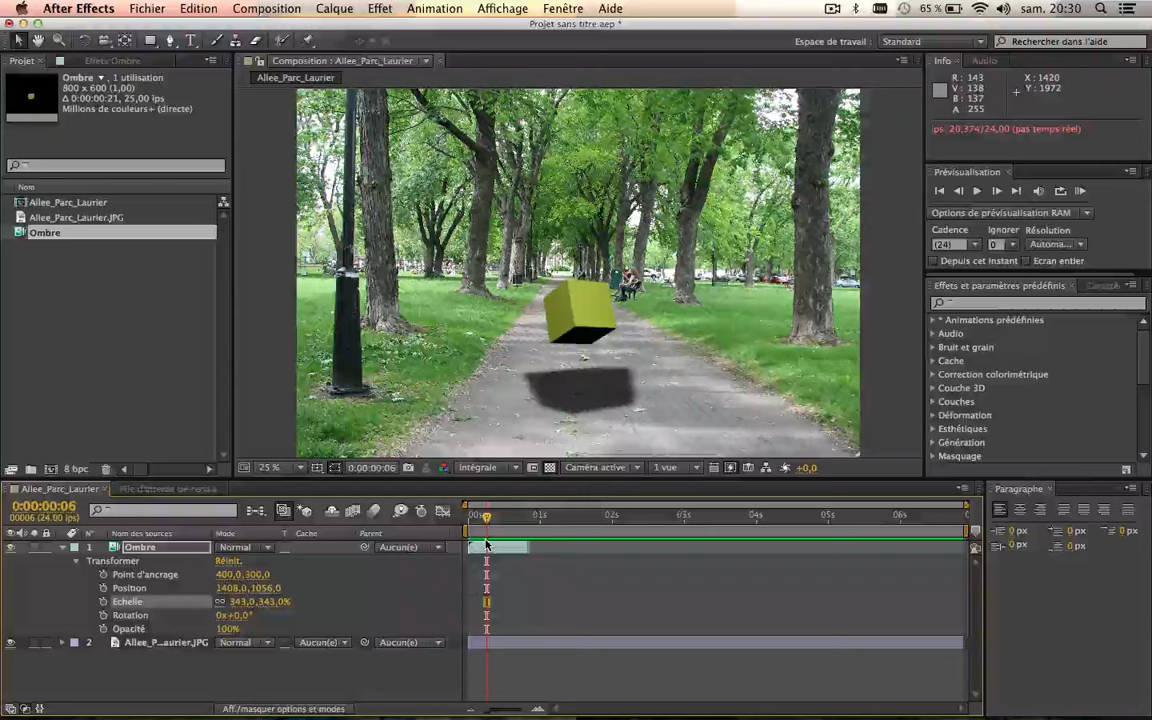 After Effects Fichier Edition Composition Calque Effet Animation Affichage Fenêtre Aide 65 % sam. 20:30
Projet sans titre.aep *
Espace de travail : Standard Rechercher dans l'aide
Projet Effets:Ombre
Composition : Allee_Parc_Laurier
Allee_Parc_Laurier
Ombre , 1 utilisation
800 x 600 (1,00)
Δ 0:00:00:21, 25,00 ips
Millions de couleurs+ (directe)
Nom
Allee_Parc_Laurier
Allee_Parc_Laurier.JPG
Ombre
8 bpc
25 % 0:00:00:06 Intégrale Caméra active 1 vue +0,0
Info Audio
R : 143
V : 138
B : 137
A : 255
X : 1420
Y : 1972
ps 20,374/24,00 (pas temps réel)
Prévisualisation
Options de prévisualisation RAM
Cadence Ignorer Résolution
(24) 0 Automa...
Depuis cet instant Ecran entier
Effets et paramètres prédéfinis
* Animations prédéfinies
Audio
Bruit et grain
Cache
Correction colorimétrique
Couche 3D
Couches
Déformation
Esthétiques
Génération
Masquage
Allee_Parc_Laurier
0:00:00:06
00006 (24.00 ips)
01s 02s 03s 04s 05s 06s
N° Nom des sources Mode T Cache Parent
1 Ombre Normal Aucun(e)
Transformer Réinit.
Point d'ancrage 400,0,300,0
Position 1408,0,1056,0
Echelle 343,0,343,0%
Rotation 0x+0,0°
Opacité 100%
2 Allee_P...aurier.JPG Normal Aucun(e) Aucun(e)
Aff./masquer options et modes
Paragraphe
0 px 0 px 0 px
0 px 0 px